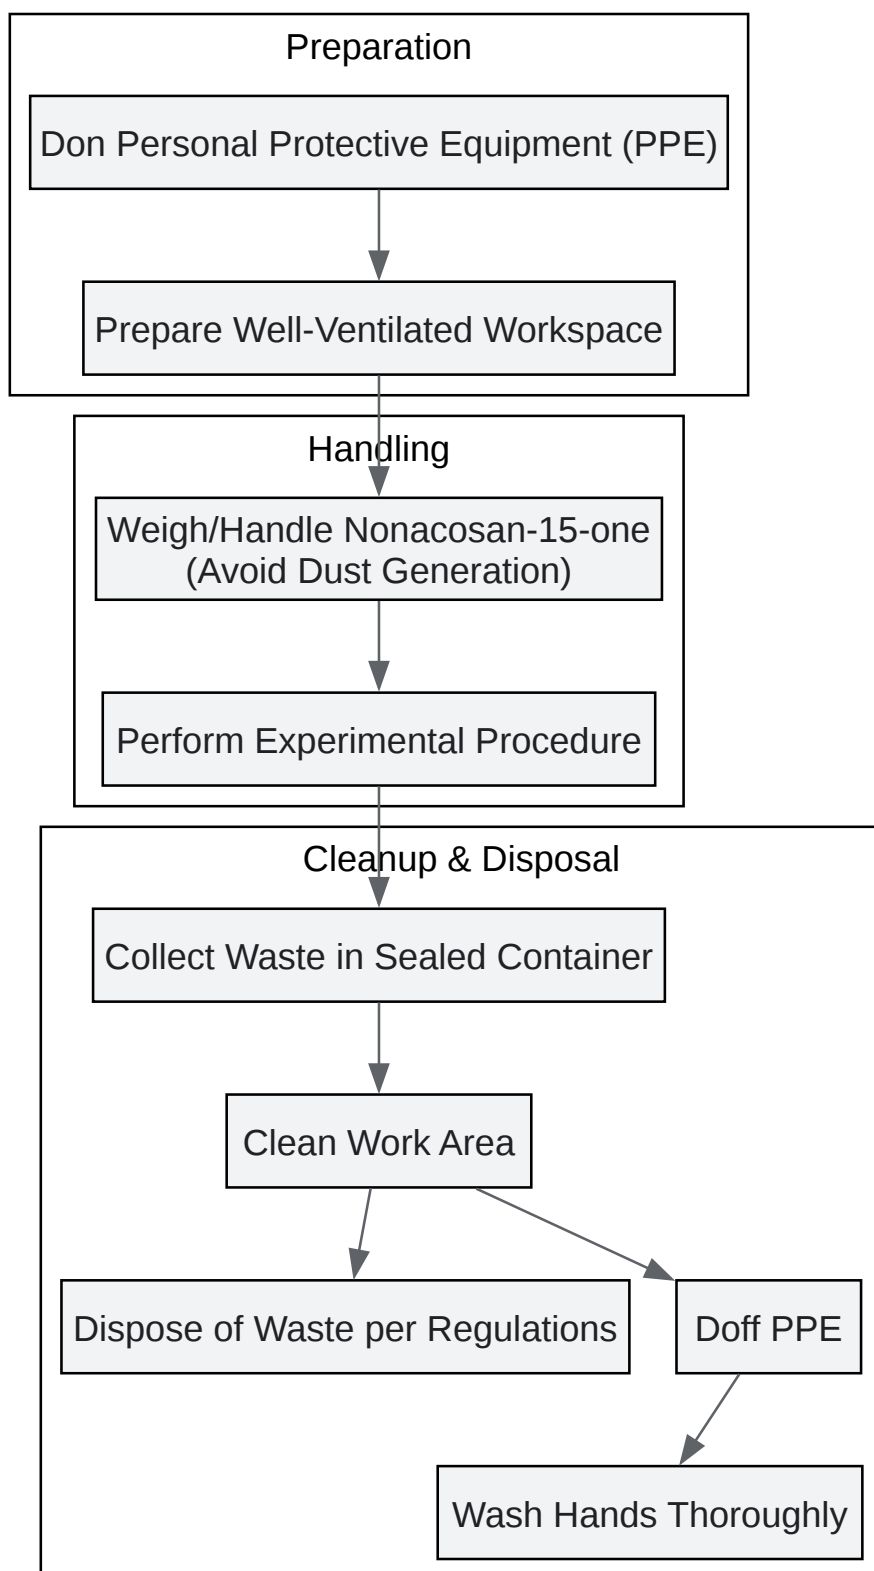 Preparation
Don Personal Protective Equipment (PPE)
Prepare Well-Ventilated Workspace
Handling
Weigh/Handle Nonacosan-15-one
(Avoid Dust Generation)
Perform Experimental Procedure
Cleanup & Disposal
Collect Waste in Sealed Container
Clean Work Area
Dispose of Waste per Regulations
Doff PPE
Wash Hands Thoroughly